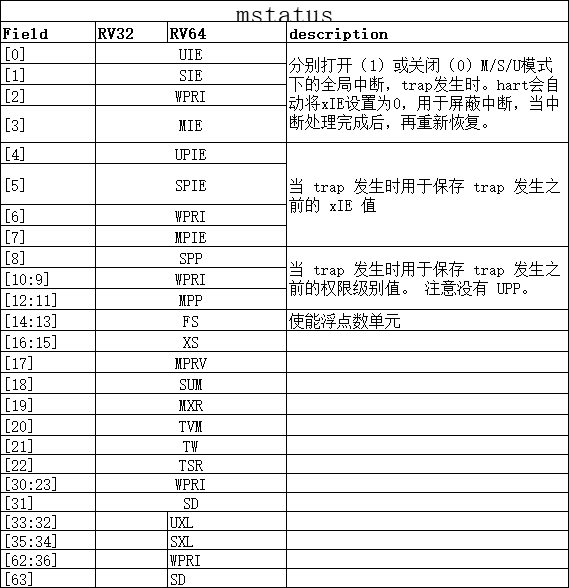 mstatus
Field RV32 RV64 description
[0] UIE
[1] SIE
[2] WPRI
[3] MIE
分别打开（1）或关闭（0）M/S/U模式
下的全局中断，trap发生时。hart会自
动将xIE设置为0，用于屏蔽中断，当中
断处理完成后，再重新恢复。
[4] UPIE
[5] SPIE
[6] WPRI
[7] MPIE
当 trap 发生时用于保存 trap 发生之
前的 xIE 值
[8] SPP
[10:9] WPRI
[12:11] MPP
当 trap 发生时用于保存 trap 发生之
前的权限级别值。 注意没有 UPP。
[14:13] FS 使能浮点数单元
[16:15] XS
[17] MPRV
[18] SUM
[19] MXR
[20] TVM
[21] TW
[22] TSR
[30:23] WPRI
[31] SD
[33:32] UXL
[35:34] SXL
[62:36] WPRI
[63] SD